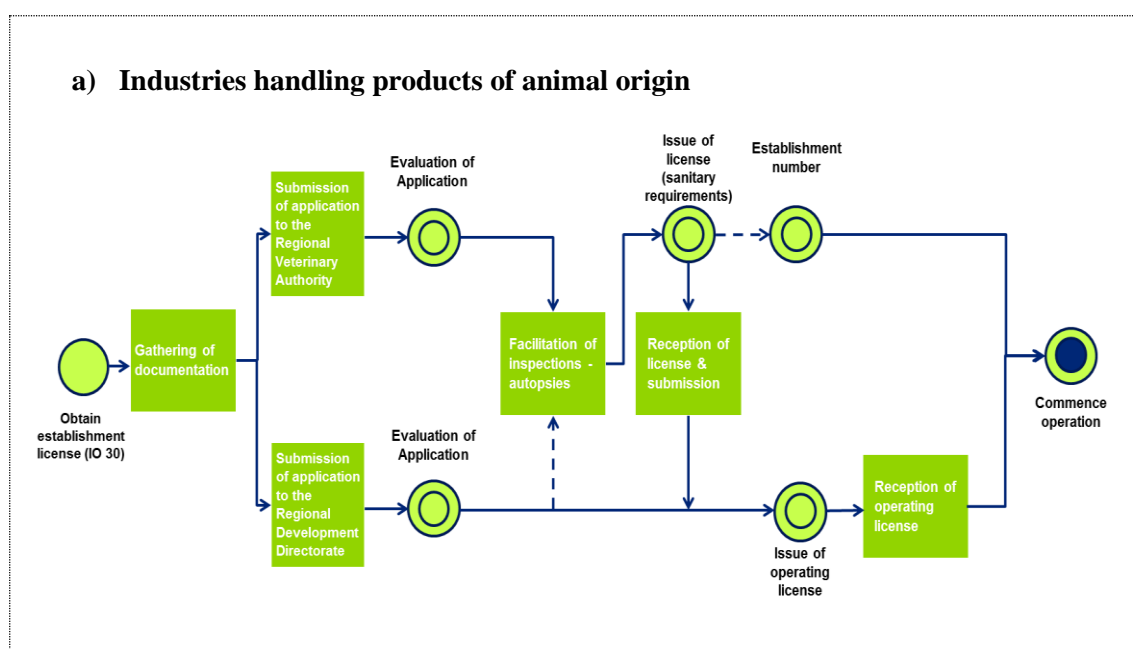 a) Industries handling products of animal origin
Issue of
license
(sanitary
requirements)
Establishment
number
Evaluation of
Application
Submission
of application
to the
Regional
Veterinary
Authority
Gathering of
documentation
Facilitation of
inspections -
autopsies
Reception of
license &
submission
Commence
operation
Obtain
establishment
license (IO 30)
Evaluation of
Application
Submission
of application
to the
Regional
Development
Directorate
Reception of
operating
license
Issue of
operating
license